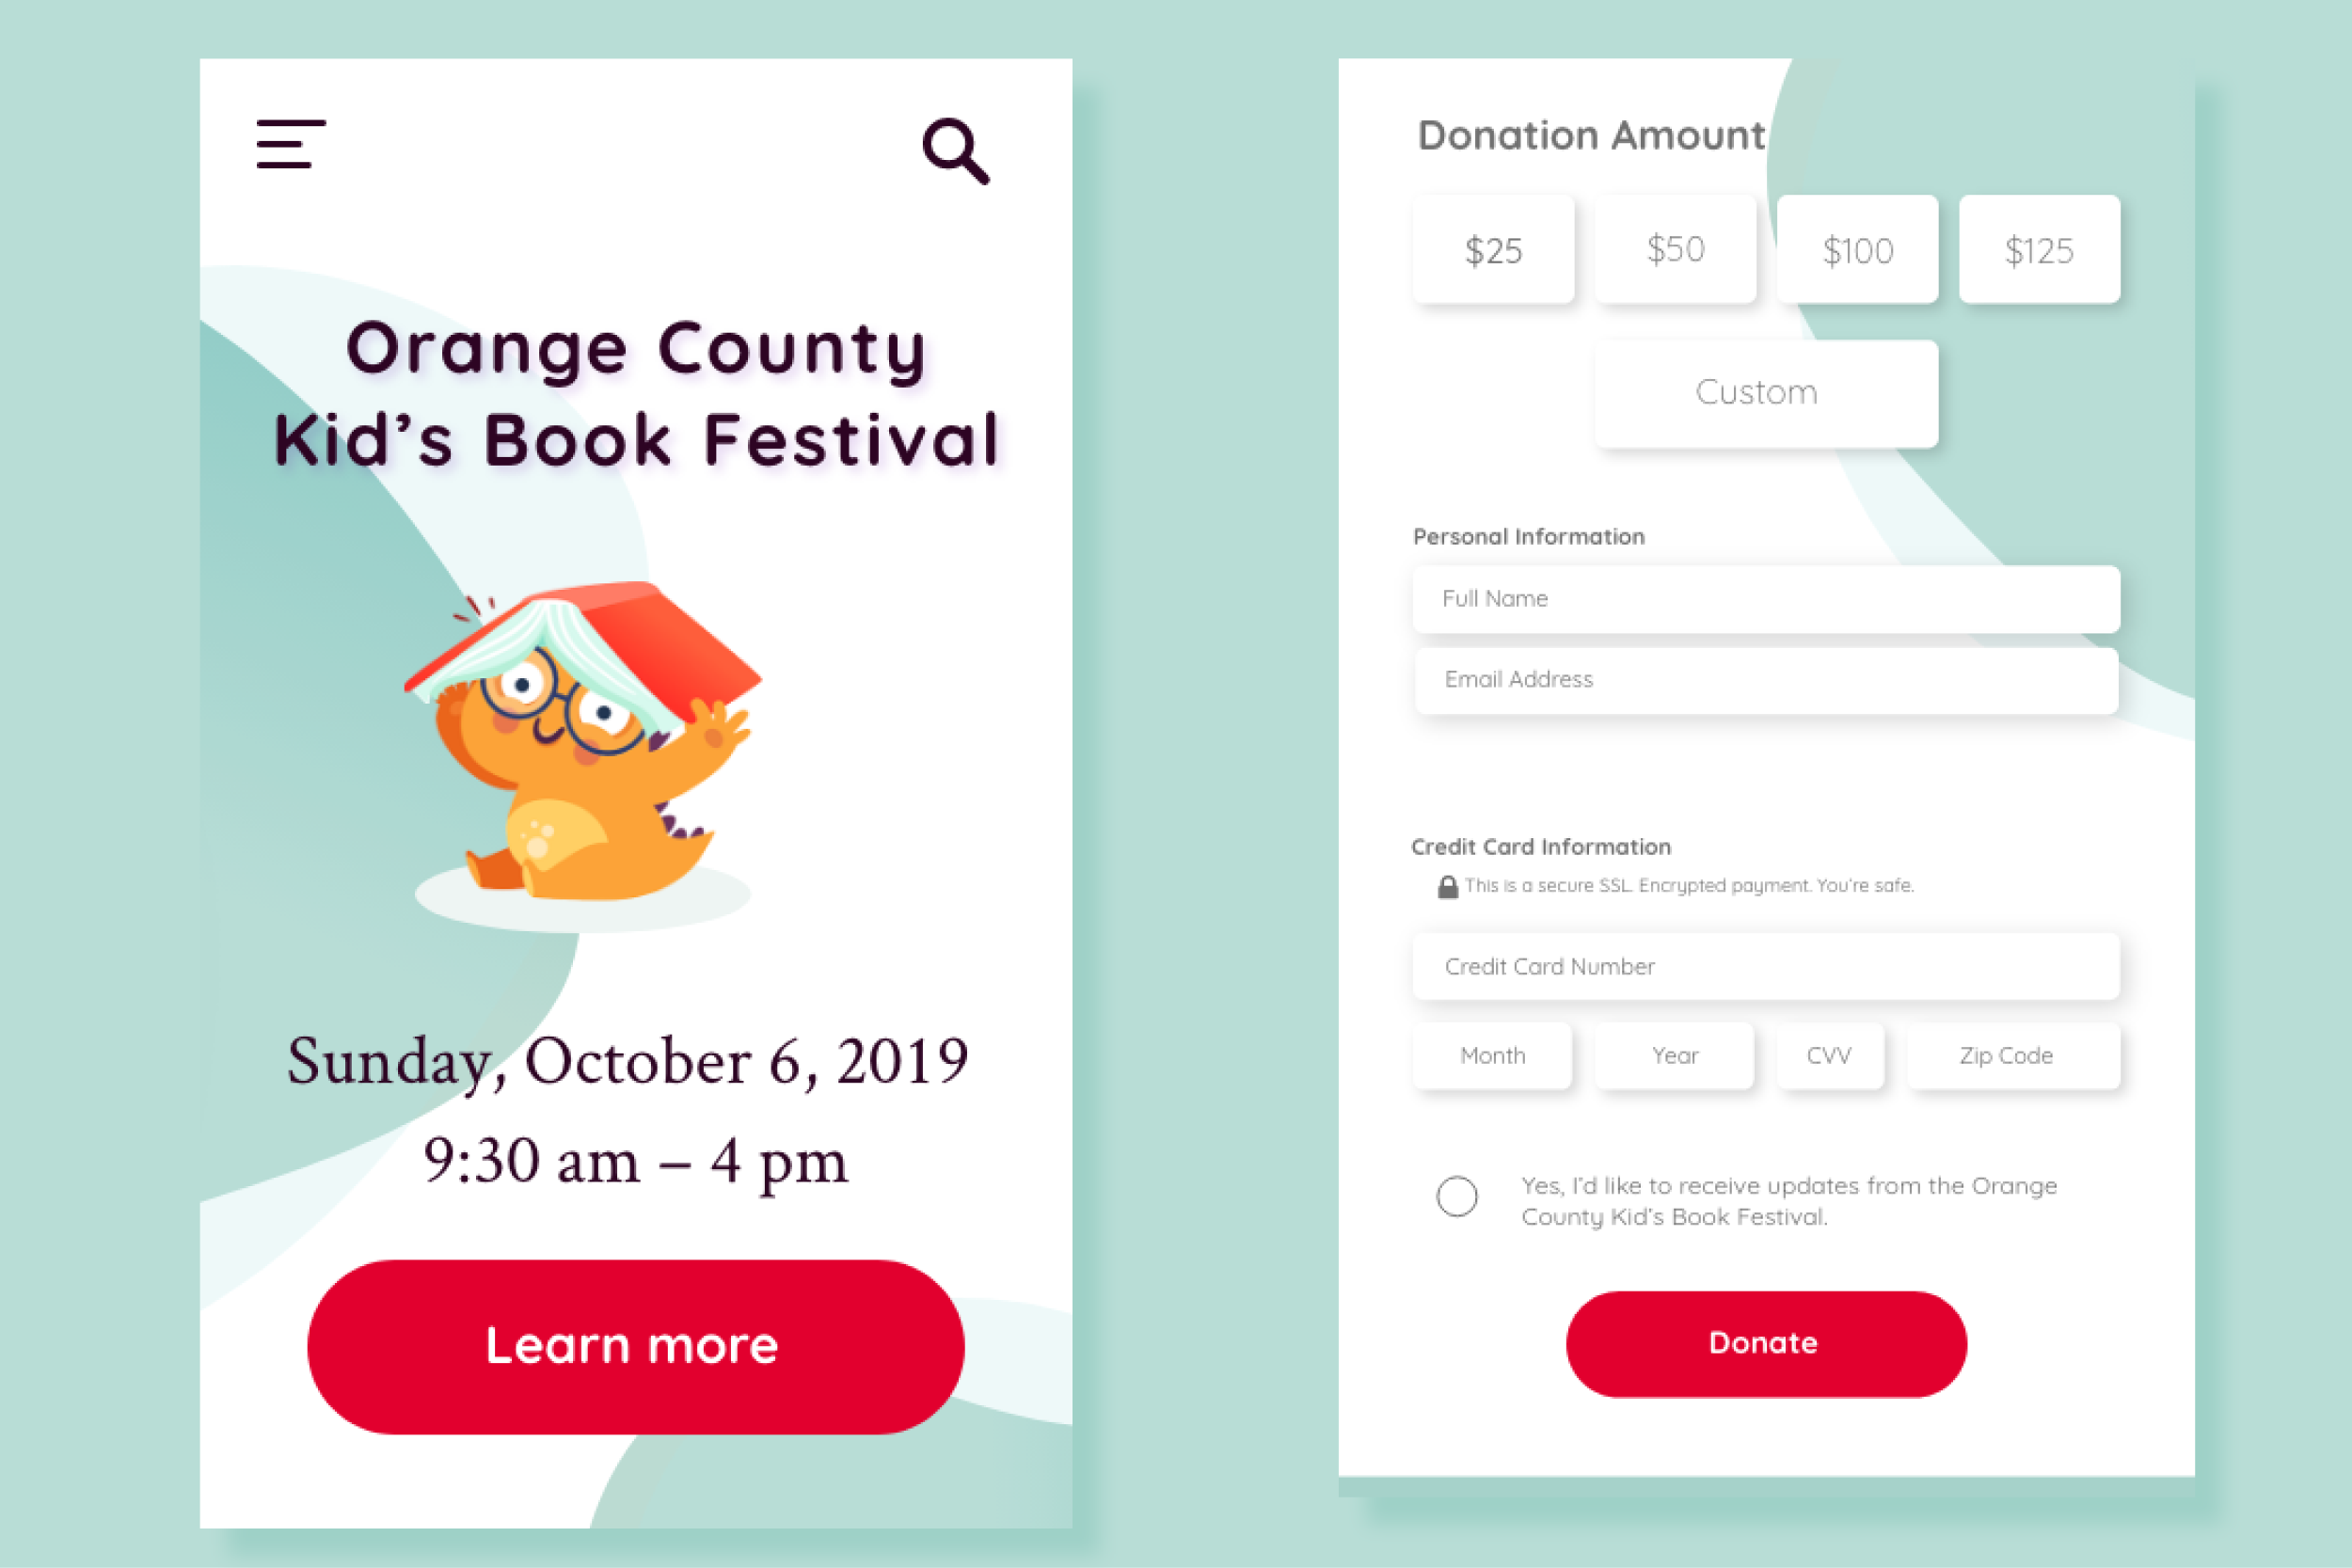 Orange County
Kid’s Book Festival
Sunday, October 6, 2019
9:30 am – 4 pm
Learn more
Donation Amount
$25 $50 $100 $125
Custom
Personal Information
Full Name
Email Address
Credit Card Information
This is a secure SSL Encrypted payment. You’re safe.
Credit Card Number
Month Year CVV Zip Code
Yes, I’d like to receive updates from the Orange
County Kid’s Book Festival.
Donate